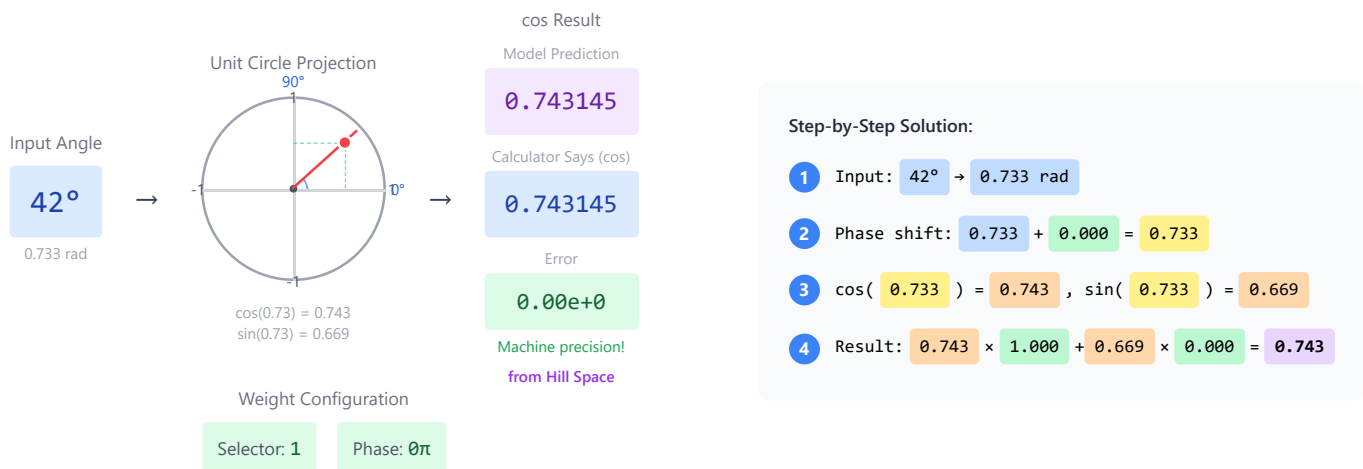 Input Angle
42°
0.733 rad
→
Unit Circle Projection
90°
1
-1
1
0°
-1
cos(0.73) = 0.743
sin(0.73) = 0.669
→
cos Result
Model Prediction
0.743145
Calculator Says (cos)
0.743145
Error
0.00e+0
Machine precision!
from Hill Space
Weight Configuration
Selector: 1
Phase: 0π
Step-by-Step Solution:
1 Input: 42° → 0.733 rad
2 Phase shift: 0.733 + 0.000 = 0.733
3 cos( 0.733 ) = 0.743 , sin( 0.733 ) = 0.669
4 Result: 0.743 × 1.000 + 0.669 × 0.000 = 0.743